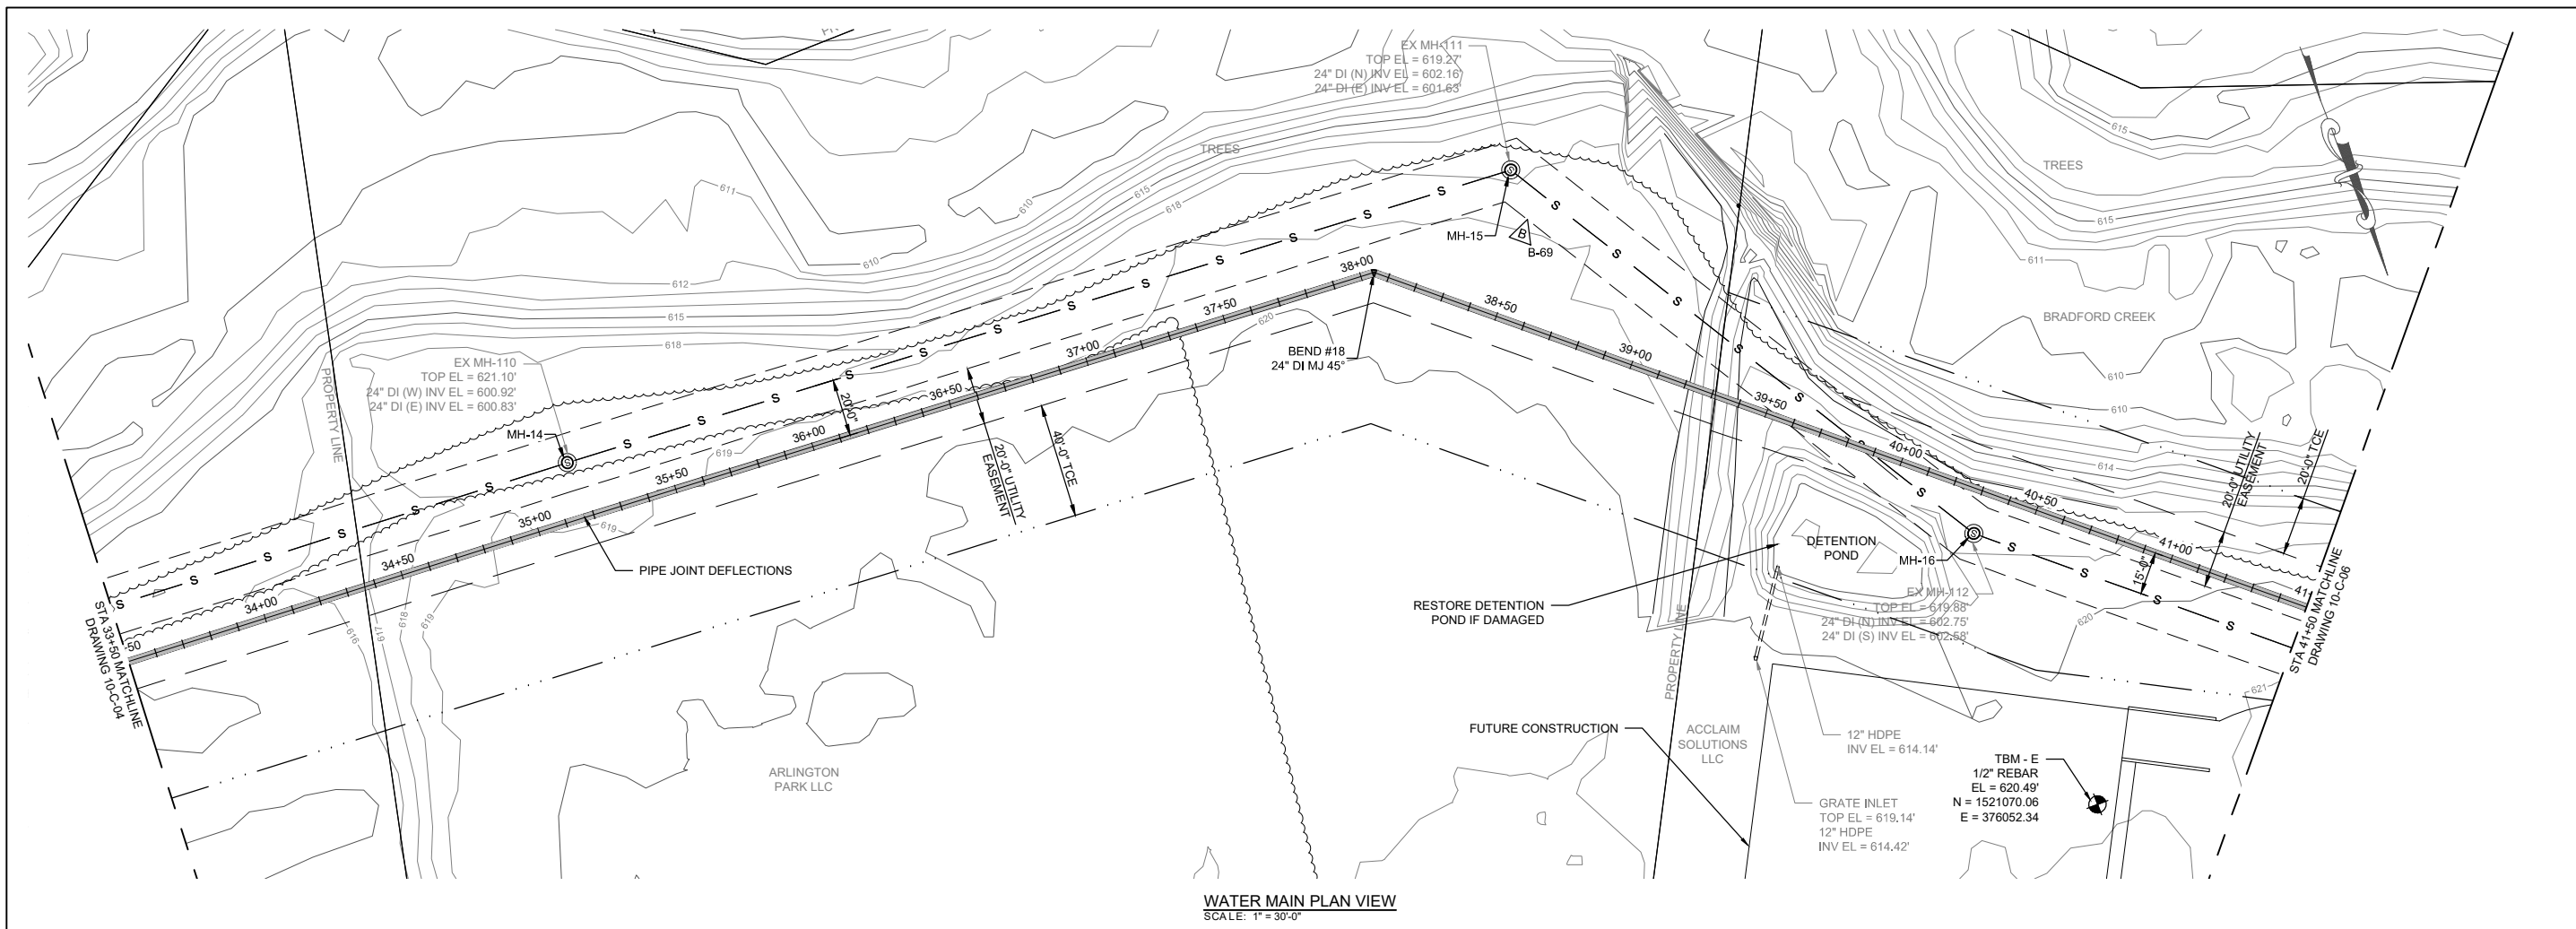 EX MH-111
TOP EL = 619.27'
24" DI (N) INV EL = 602.16'
24" DI (E) INV EL = 601.63'
TREES
TREES
615
615
611
610
615
618
611
610
612
615
618
MH-15
B
B-69
BRADFORD CREEK
610
610
614
EX MH-110
TOP EL = 621.10'
24" DI (W) INV EL = 600.92'
24" DI (E) INV EL = 600.83'
MH-14
PROPERTY LINE
BEND #18
24" DI MJ 45°
620
20'-0"
20'-0" UTILITY
EASEMENT
40'-0" TCE
S S S S S S S S S S S S S S S S S S
-50
34+00
34+50
35+00
35+50
36+00
36+50
37+00
37+50
38+00
38+50
39+00
39+50
40+00
40+50
41+00
41+
619
619
616
617
618
619
PIPE JOINT DEFLECTIONS
STA 33+50 MATCHLINE
DRAWING 10-C-04
20'-0" UTILITY
EASEMENT
20'-0" TCE
15'-0"
STA 41+50 MATCHLINE
DRAWING 10-C-06
DETENTION
POND
MH-16
EX MH-112
TOP EL = 619.88'
24" DI (N) INV EL = 602.75'
24" DI (S) INV EL = 602.58'
RESTORE DETENTION
POND IF DAMAGED
620
621
PROPERTY LINE
FUTURE CONSTRUCTION
ACCLAIM
SOLUTIONS
LLC
12" HDPE
INV EL = 614.14'
ARLINGTON
PARK LLC
GRATE INLET
TOP EL = 619.14'
12" HDPE
INV EL = 614.42'
TBM - E
1/2" REBAR
EL = 620.49'
N = 1521070.06
E = 376052.34
WATER MAIN PLAN VIEW
SCALE: 1" = 30'-0"